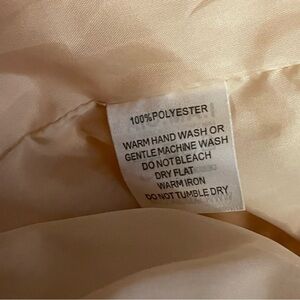 100%POLYESTER
WARM HAND WASH OR
GENTLE MACHINE WASH
DO NOT BLEACH
DRY FLAT
WARM IRON
DO NOT TUMBLE DRY